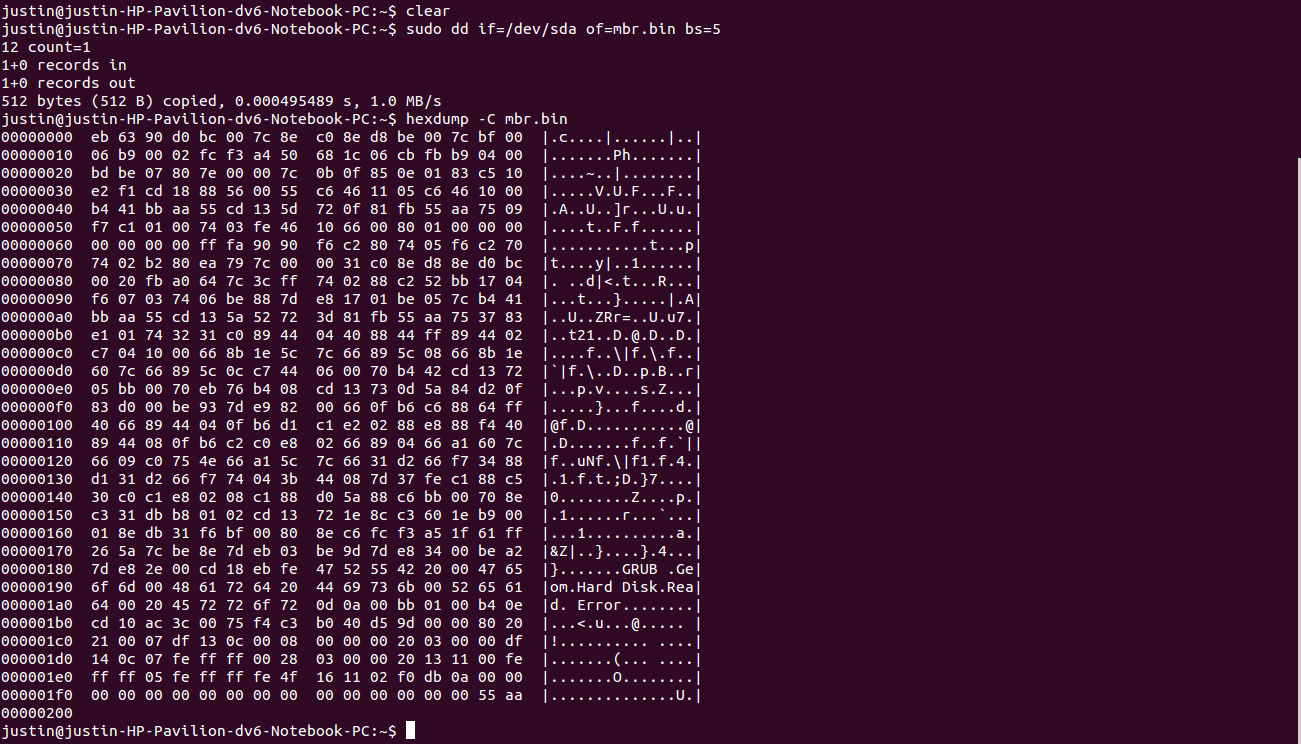 justin@justin-HP-Pavilion-dv6-Notebook-PC:~$ clear
justin@justin-HP-Pavilion-dv6-Notebook-PC:~$ sudo dd if=/dev/sda of=mbr.bin bs=5
12 count=1
1+0 records in
1+0 records out
512 bytes (512 B) copied, 0.000495489 s, 1.0 MB/s
justin@justin-HP-Pavilion-dv6-Notebook-PC:~$ hexdump -C mbr.bin
00000000  eb 63 90 d0 bc 00 7c 8e  c0 8e d8 be 00 7c bf 00  |.c....|......|..|
00000010  06 b9 00 02 fc f3 a4 50  68 1c 06 cb fb b9 04 00  |.......Ph.......|
00000020  bd be 07 80 7e 00 00 7c  0b 0f 85 0e 01 83 c5 10  |....~..|........|
00000030  e2 f1 cd 18 88 56 00 55  c6 46 11 05 c6 46 10 00  |.....V.U.F...F..|
00000040  b4 41 bb aa 55 cd 13 5d  72 0f 81 fb 55 aa 75 09  |.A..U..]r...U.u.|
00000050  f7 c1 01 00 74 03 fe 46  10 66 00 80 01 00 00 00  |....t..F.f......|
00000060  00 00 00 00 ff fa 90 90  f6 c2 80 74 05 f6 c2 70  |...........t...p|
00000070  74 02 b2 80 ea 79 7c 00  00 31 c0 8e d8 8e d0 bc  |t....y|..1......|
00000080  00 20 fb a0 64 7c 3c ff  74 02 88 c2 52 bb 17 04  |. ..d|<.t...R...|
00000090  f6 07 03 74 06 be 88 7d  e8 17 01 be 05 7c b4 41  |...t...}.....|.A|
000000a0  bb aa 55 cd 13 5a 52 72  3d 81 fb 55 aa 75 37 83  |..U..ZRr=..U.u7.|
000000b0  e1 01 74 32 31 c0 89 44  04 40 88 44 ff 89 44 02  |..t21..D.@.D..D.|
000000c0  c7 04 10 00 66 8b 1e 5c  7c 66 89 5c 08 66 8b 1e  |....f..\|f.\.f..|
000000d0  60 7c 66 89 5c 0c c7 44  06 00 70 b4 42 cd 13 72  |`|f.\..D..p.B..r|
000000e0  05 bb 00 70 eb 76 b4 08  cd 13 73 0d 5a 84 d2 0f  |...p.v....s.Z...|
000000f0  83 d0 00 be 93 7d e9 82  00 66 0f b6 c6 88 64 ff  |.....}...f....d.|
00000100  40 66 89 44 04 0f b6 d1  c1 e2 02 88 e8 88 f4 40  |@f.D...........@|
00000110  89 44 08 0f b6 c2 c0 e8  02 66 89 04 66 a1 60 7c  |.D.......f..f.`||
00000120  66 09 c0 75 4e 66 a1 5c  7c 66 31 d2 66 f7 34 88  |f..uNf.\|f1.f.4.|
00000130  d1 31 d2 66 f7 74 04 3b  44 08 7d 37 fe c1 88 c5  |.1.f.t.;D.}7....|
00000140  30 c0 c1 e8 02 08 c1 88  d0 5a 88 c6 bb 00 70 8e  |0........Z....p.|
00000150  c3 31 db b8 01 02 cd 13  72 1e 8c c3 60 1e b9 00  |.1......r...`...|
00000160  01 8e db 31 f6 bf 00 80  8e c6 fc f3 a5 1f 61 ff  |...1..........a.|
00000170  26 5a 7c be 8e 7d eb 03  be 9d 7d e8 34 00 be a2  |&Z|..}....}.4...|
00000180  7d e8 2e 00 cd 18 eb fe  47 52 55 42 20 00 47 65  |}.......GRUB .Ge|
00000190  6f 6d 00 48 61 72 64 20  44 69 73 6b 00 52 65 61  |om.Hard Disk.Rea|
000001a0  64 00 20 45 72 72 6f 72  0d 0a 00 bb 01 00 b4 0e  |d. Error........|
000001b0  cd 10 ac 3c 00 75 f4 c3  b0 40 d5 9d 00 00 80 20  |...<.u...@..... |
000001c0  21 00 07 df 13 0c 00 08  00 00 00 20 03 00 00 df  |!.......... ....|
000001d0  14 0c 07 fe ff ff 00 28  03 00 00 20 13 11 00 fe  |.......(... ....|
000001e0  ff ff 05 fe ff ff fe 4f  16 11 02 f0 db 0a 00 00  |.......O........|
000001f0  00 00 00 00 00 00 00 00  00 00 00 00 00 00 55 aa  |..............U.|
00000200
justin@justin-HP-Pavilion-dv6-Notebook-PC:~$